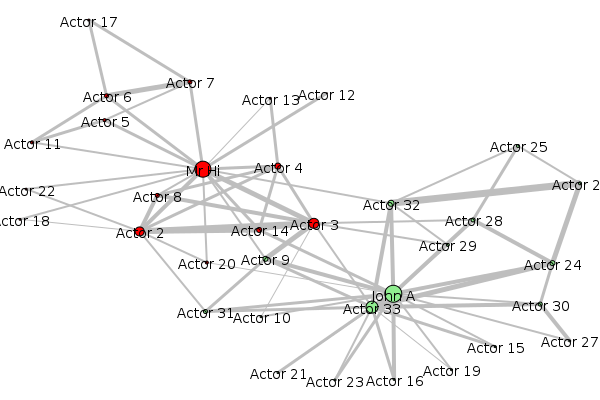 Actor 17
Actor 7
Actor 6
Actor 13
Actor 12
Actor 5
Actor 11
Actor 25
Mr Hi
Actor 4
Actor 2
Actor 22
Actor 8
Actor 32
Actor 18
Actor 28
Actor 3
Actor 14
Actor 2
Actor 29
Actor 9
Actor 20
Actor 24
John A
Actor 33
Actor 30
Actor 31
Actor 10
Actor 27
Actor 15
Actor 19
Actor 21
Actor 16
Actor 23